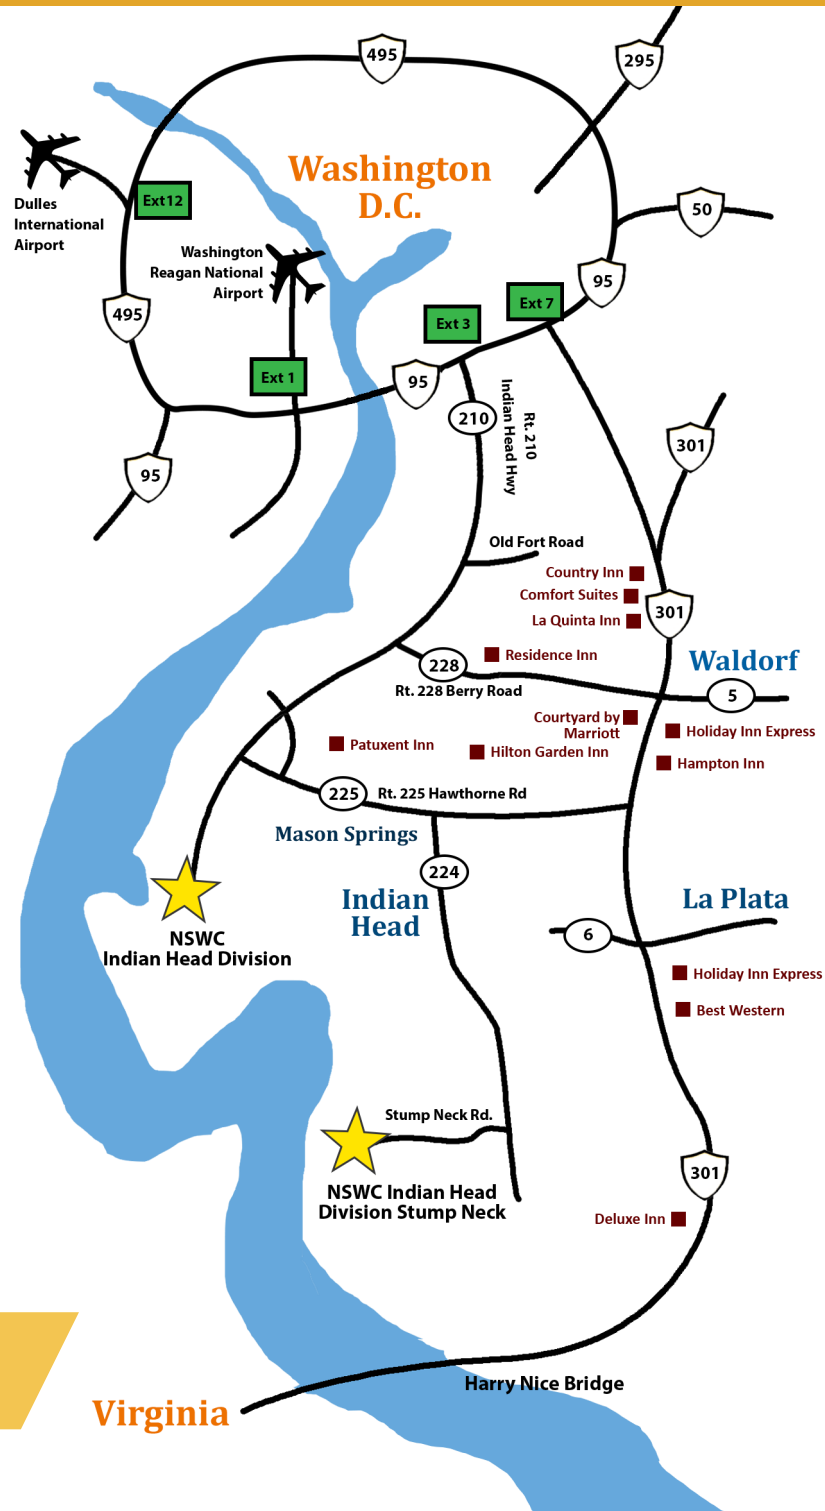 495
295
Washington
D.C.
Dulles
International
Airport
Ext12
50
Washington
Reagan National
Airport
95
Ext 7
Ext 3
495
Ext 1
95
210
Rt. 210
Indian Head Hwy
301
95
Old Fort Road
Country Inn
Comfort Suites
La Quinta Inn
301
Residence Inn
228
Waldorf
Rt. 228 Berry Road
5
Courtyard by
Marriott
Holiday Inn Express
Patuxent Inn
Hilton Garden Inn
Hampton Inn
225
Rt. 225 Hawthorne Rd
Mason Springs
224
Indian
Head
La Plata
6
NSWC
Indian Head Division
Holiday Inn Express
Best Western
Stump Neck Rd.
301
NSWC Indian Head
Division Stump Neck
Deluxe Inn
Harry Nice Bridge
Virginia